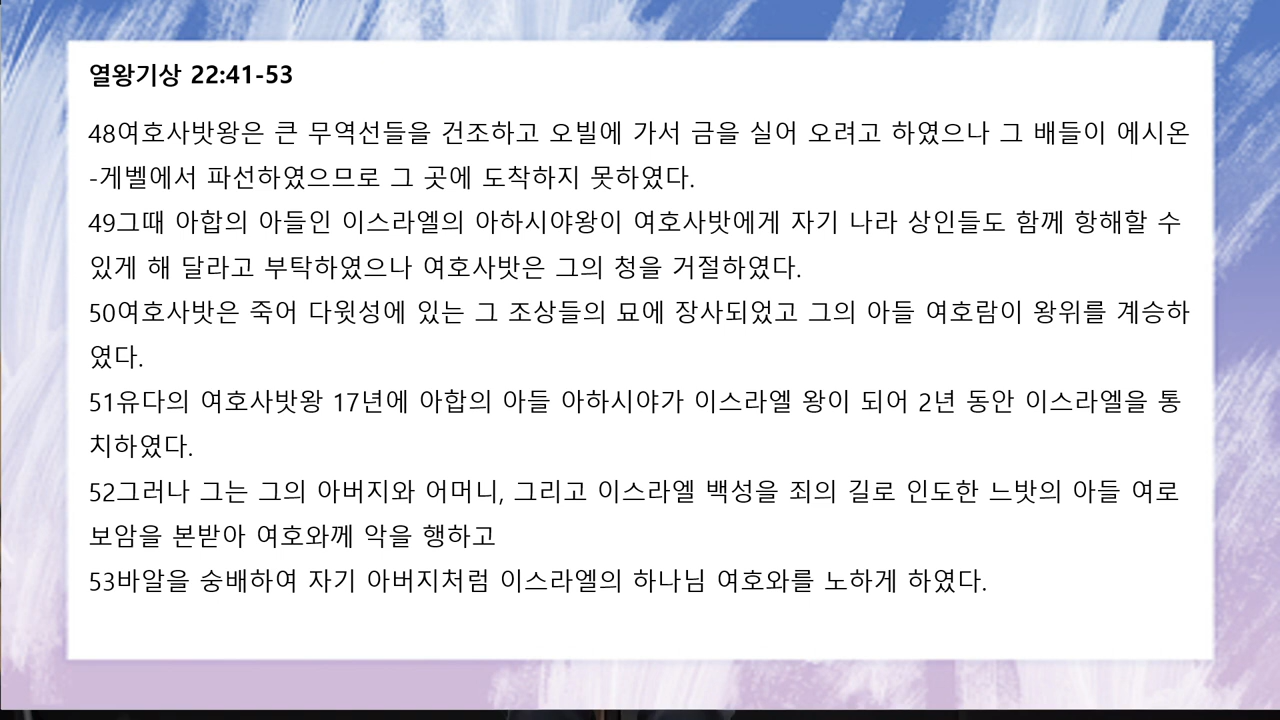 열왕기상 22:41-53
48여호사밧왕은 큰 무역선들을 건조하고 오빌에 가서 금을 실어 오려고 하였으나 그 배들이 에시온
-게벨에서 파선하였으므로 그 곳에 도착하지 못하였다.
49그때 아합의 아들인 이스라엘의 아하시야왕이 여호사밧에게 자기 나라 상인들도 함께 항해할 수
있게 해 달라고 부탁하였으나 여호사밧은 그의 청을 거절하였다.
50여호사밧은 죽어 다윗성에 있는 그 조상들의 묘에 장사되었고 그의 아들 여호람이 왕위를 계승하
였다.
51유다의 여호사밧왕 17년에 아합의 아들 아하시야가 이스라엘 왕이 되어 2년 동안 이스라엘을 통
치하였다.
52그러나 그는 그의 아버지와 어머니, 그리고 이스라엘 백성을 죄의 길로 인도한 느밧의 아들 여로
보암을 본받아 여호와께 악을 행하고
53바알을 숭배하여 자기 아버지처럼 이스라엘의 하나님 여호와를 노하게 하였다.